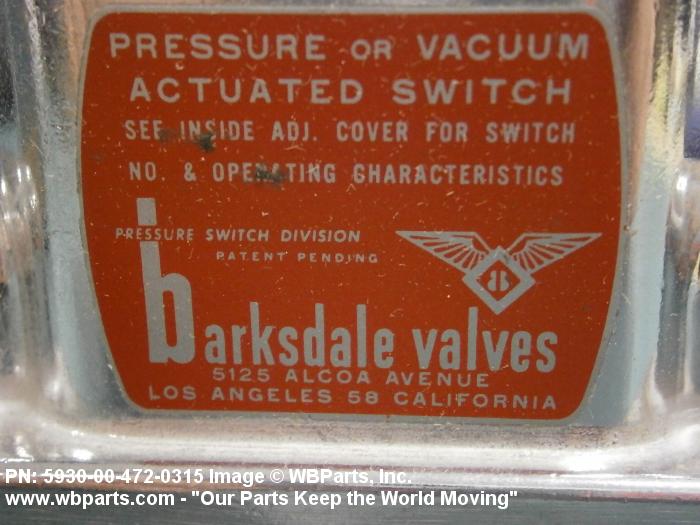 PRESSURE OR VACUUM
ACTUATED SWITCH
SEE INSIDE ADJ. COVER FOR SWITCH
NO. & OPERATING CHARACTERISTICS
PRESSURE SWITCH DIVISION
PATENT PENDING
barksdale valves
5125 ALCOA AVENUE
LOS ANGELES 58 CALIFORNIA
PN: 5930-00-472-0315 Image © WBParts, Inc.
www.wbparts.com - "Our Parts Keep the World Moving"